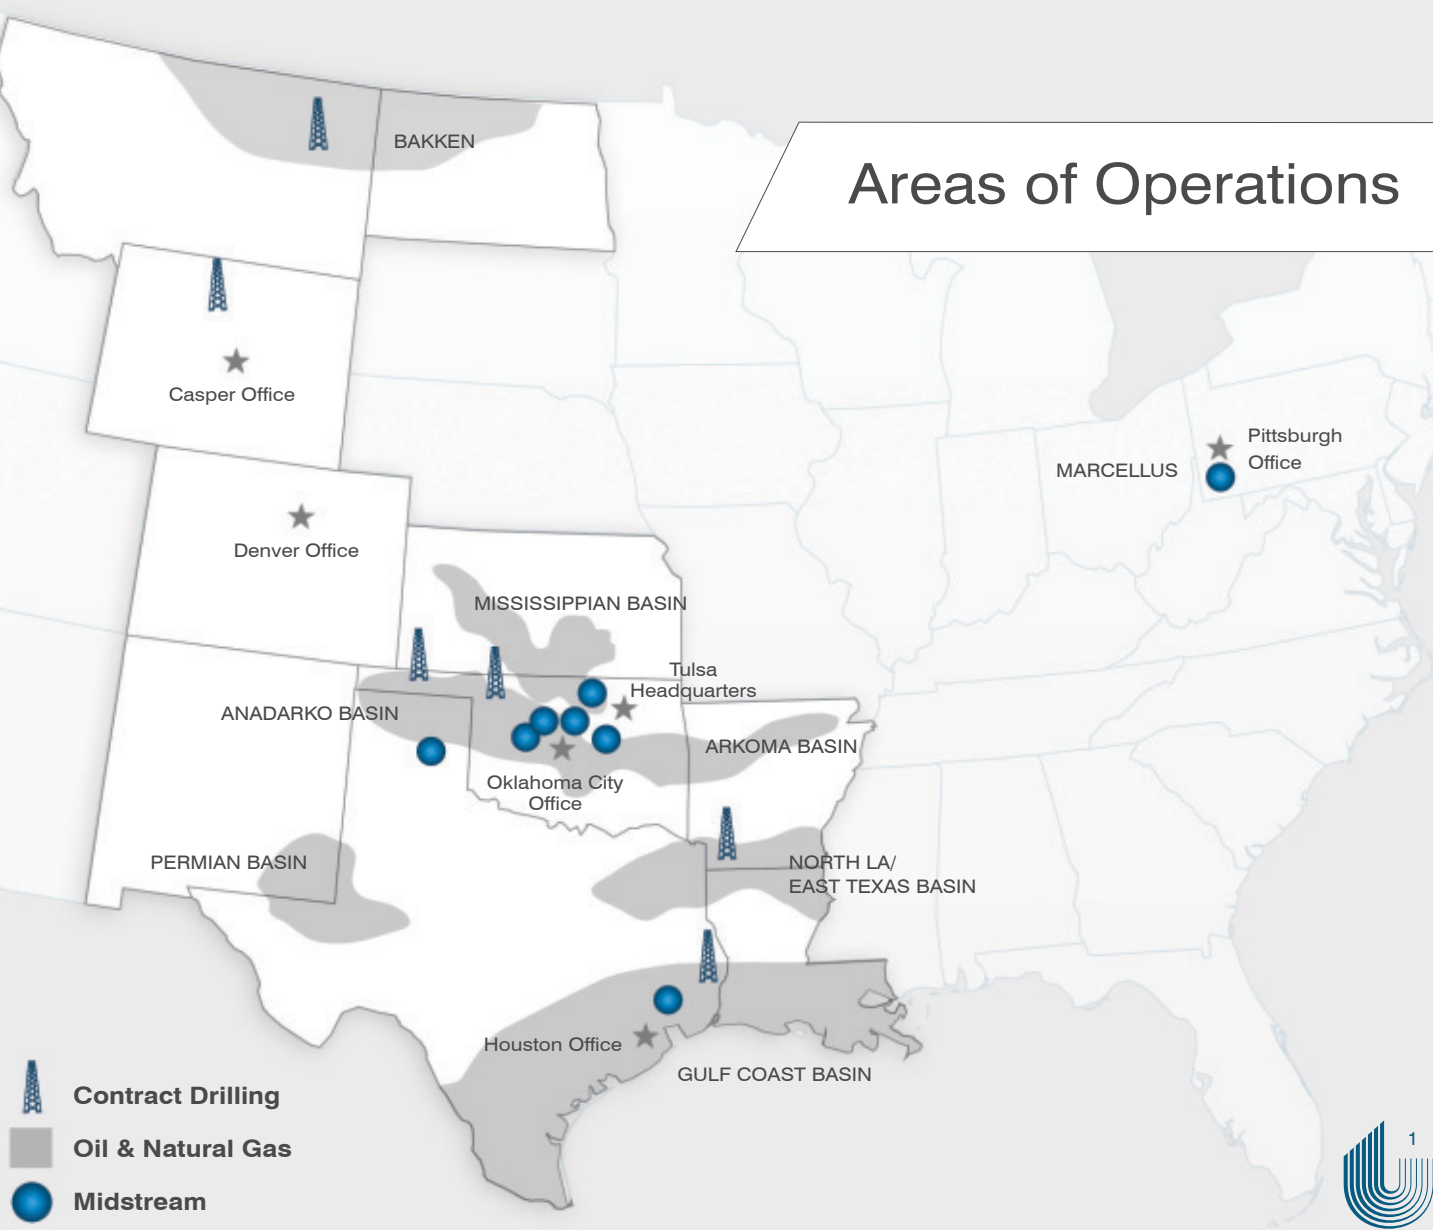 Areas of Operations
BAKKEN
Casper Office
Denver Office
Pittsburgh
Office
MARCELLUS
MISSISSIPPIAN BASIN
Tulsa
Headquarters
ANADARKO BASIN
ARKOMA BASIN
Oklahoma City
Office
PERMIAN BASIN
NORTH LA/
EAST TEXAS BASIN
Houston Office
GULF COAST BASIN
Contract Drilling
Oil & Natural Gas
Midstream
1